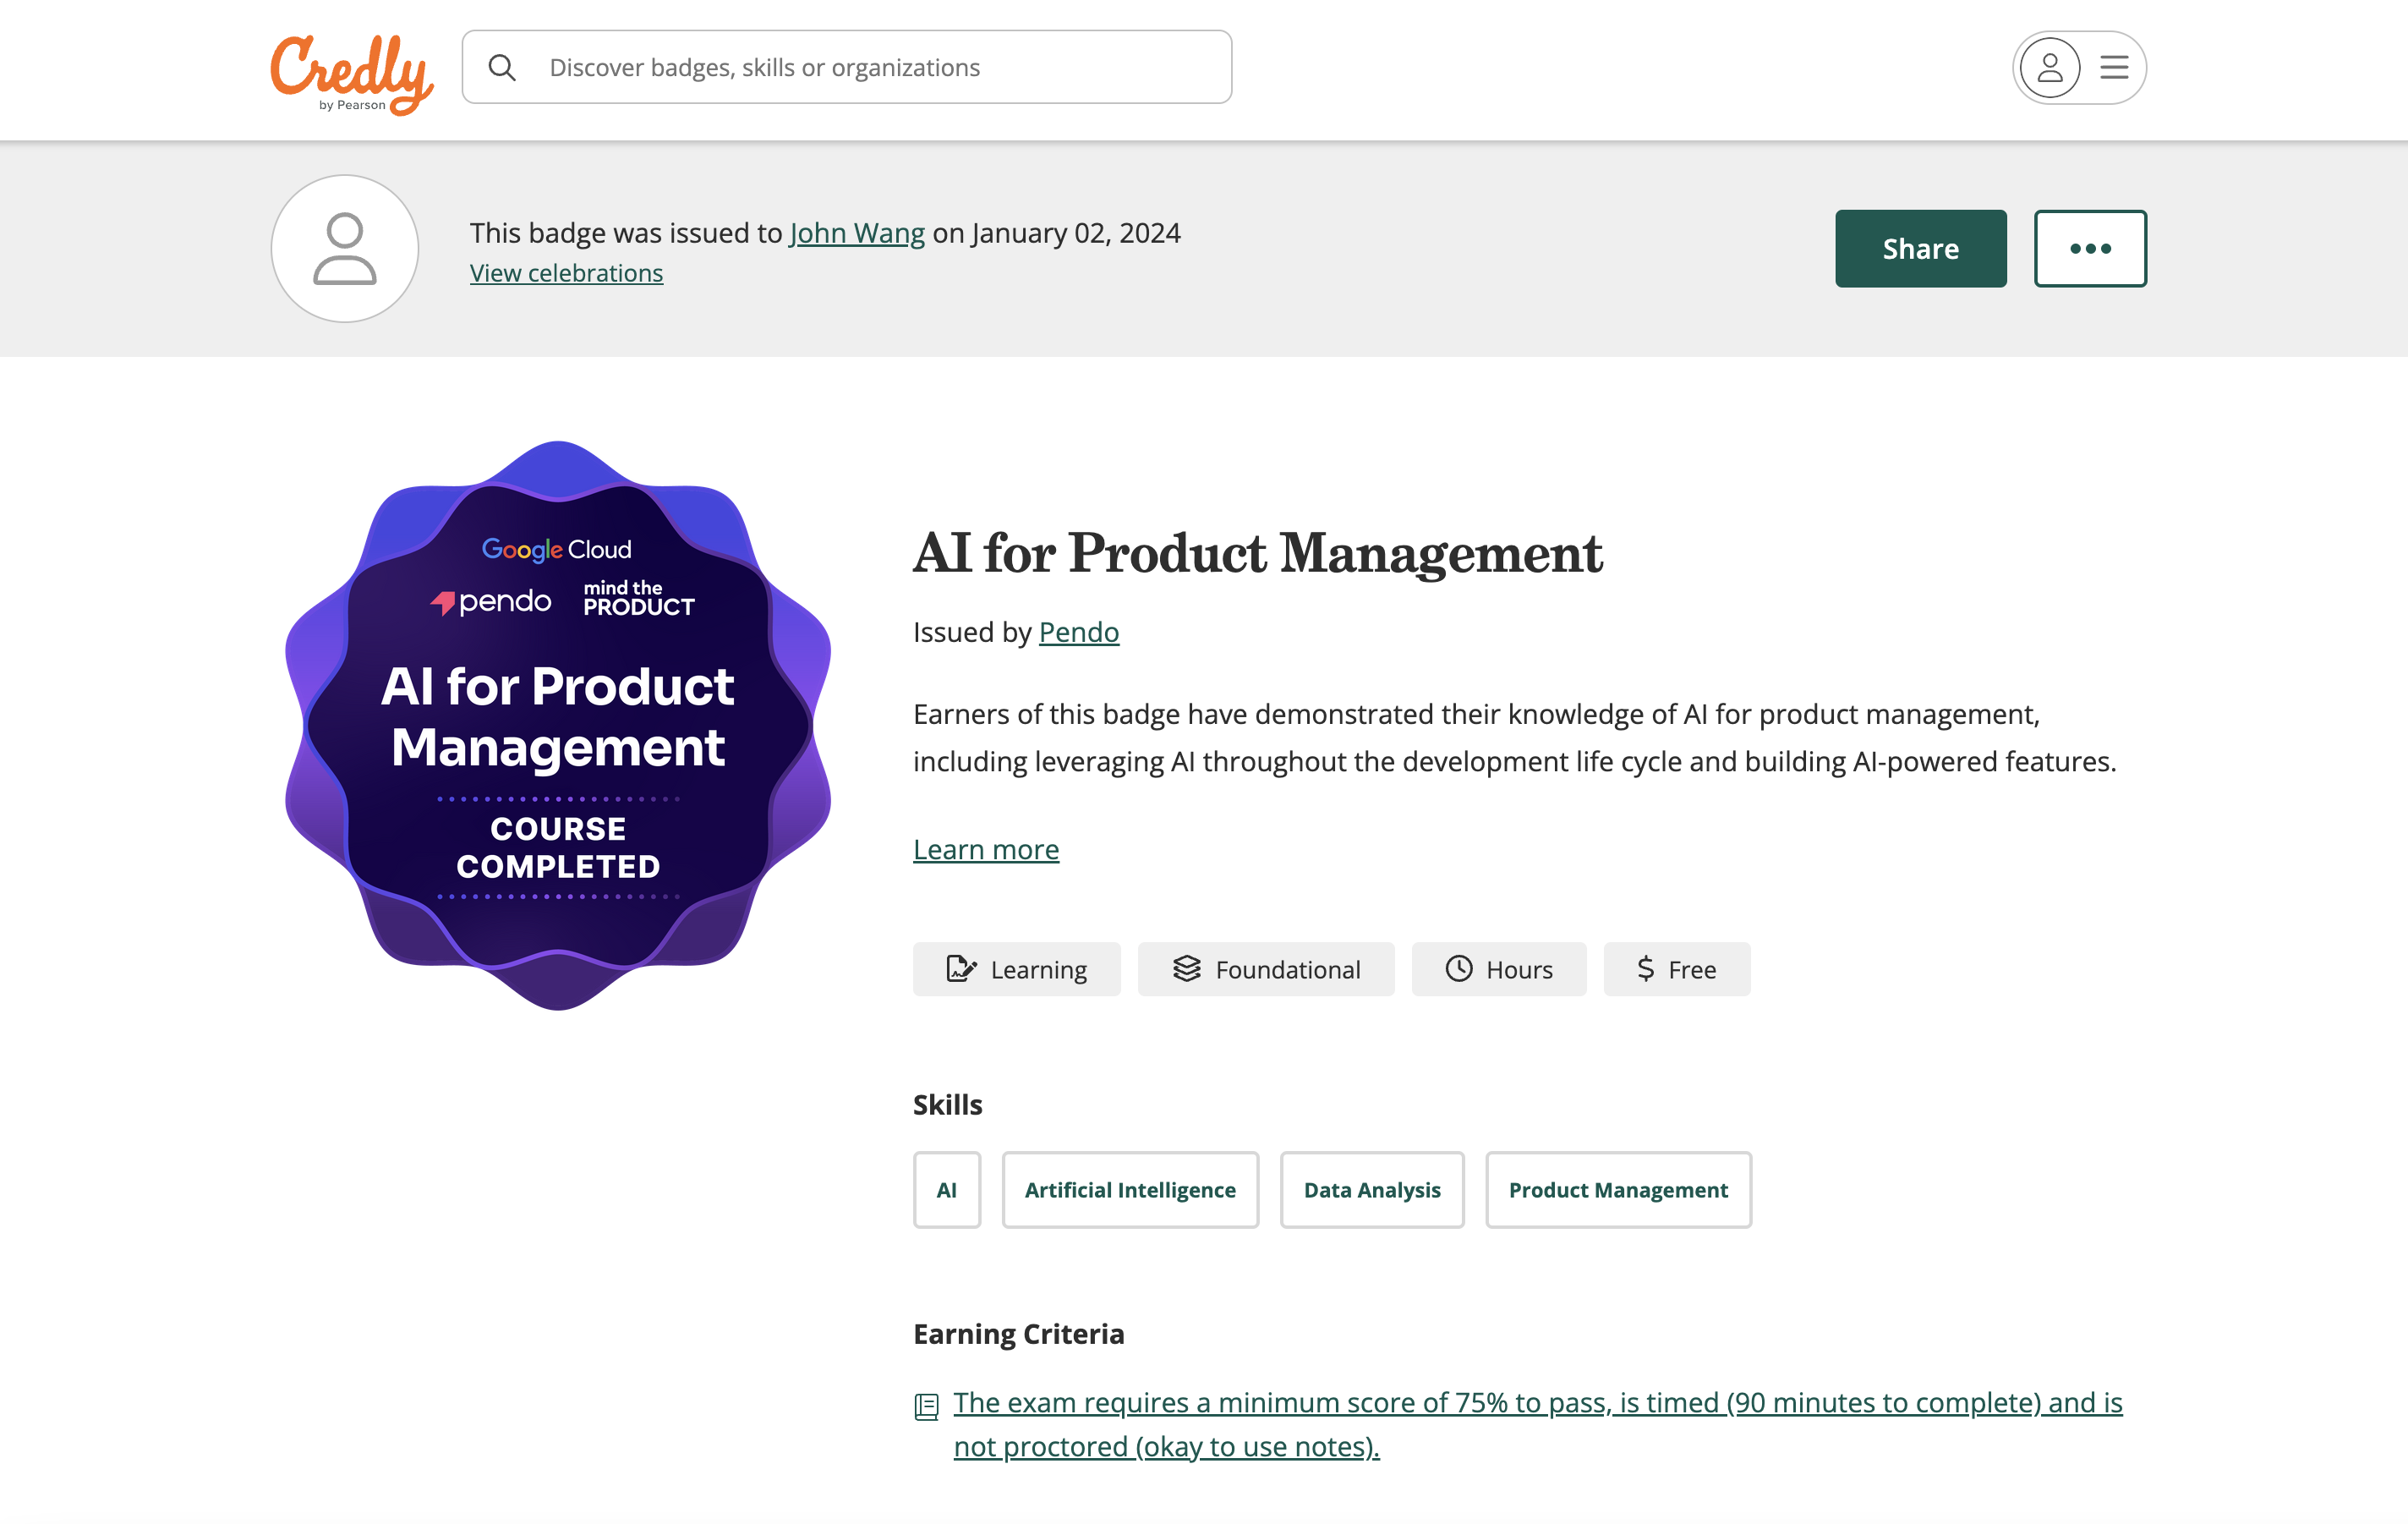 Credly
by Pearson
Discover badges, skills or organizations
This badge was issued to John Wang on January 02, 2024
View celebrations
Share
Google Cloud
pendo
mind the
PRODUCT
AI for Product
Management
COURSE
COMPLETED
AI for Product Management
Issued by Pendo
Earners of this badge have demonstrated their knowledge of AI for product management,
including leveraging AI throughout the development life cycle and building AI-powered features.
Learn more
Learning
Foundational
Hours
$ Free
Skills
AI
Artificial Intelligence
Data Analysis
Product Management
Earning Criteria
The exam requires a minimum score of 75% to pass, is timed (90 minutes to complete) and is
not proctored (okay to use notes).